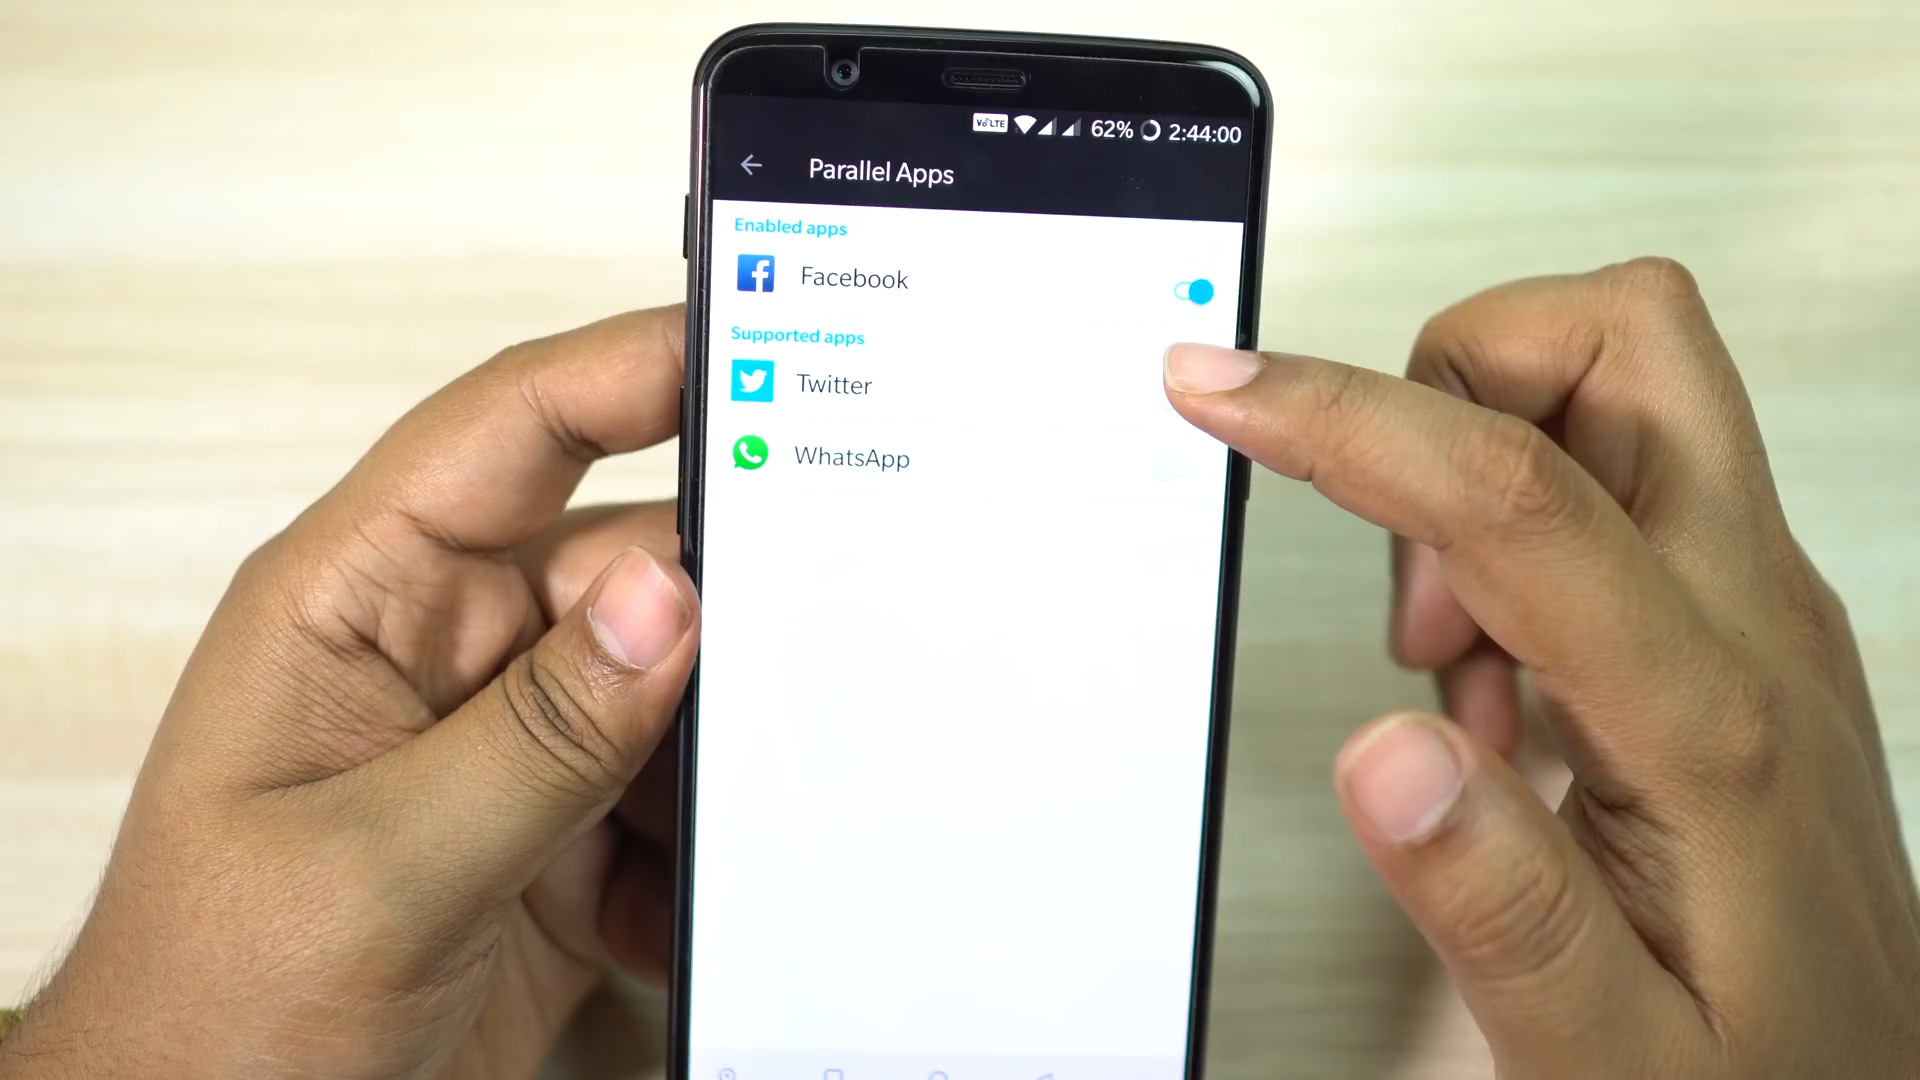 VoLTE 62% 2:44:00
Parallel Apps
Enabled apps
Facebook
Supported apps
Twitter
WhatsApp